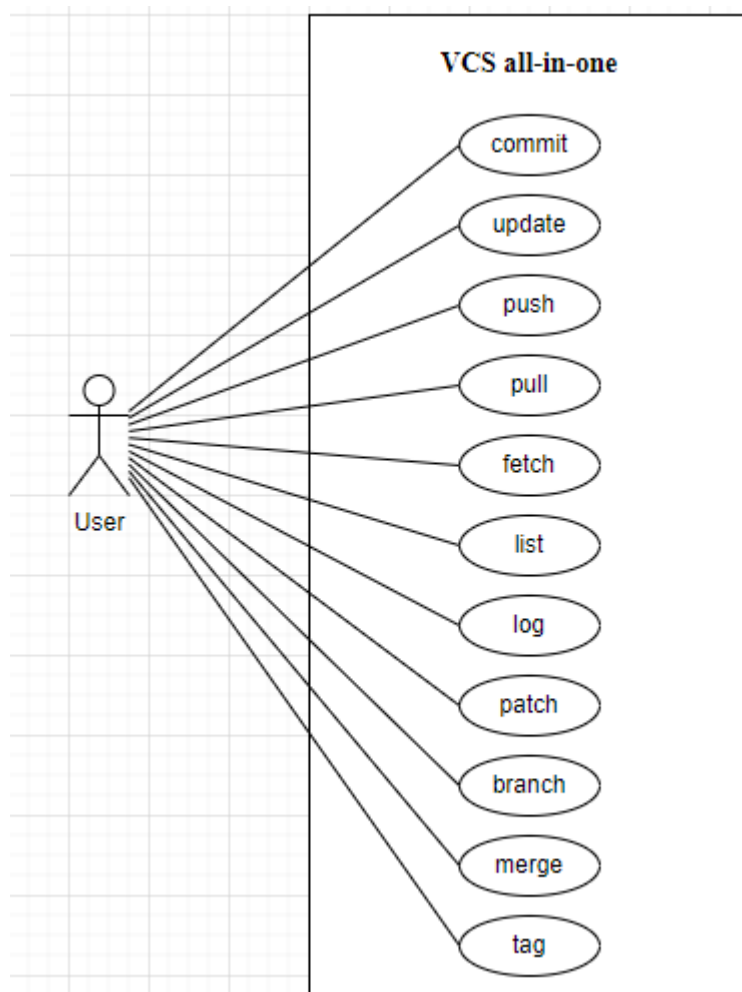 VCS all-in-one
commit
update
push
pull
fetch
User
list
log
patch
branch
merge
tag